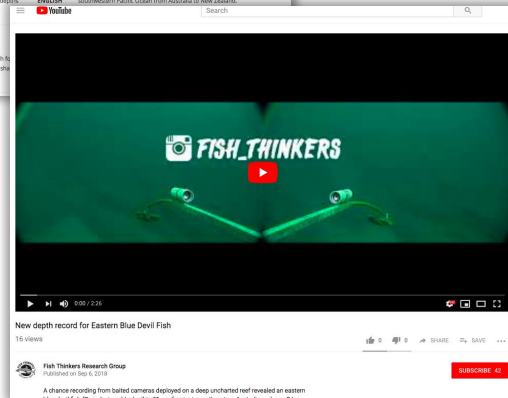 depths ENGLISH southwestern Pacific Ocean from Australia to New Zealand.
YouTube
Search
FISH_THINKERS
0:00 / 2:26
New depth record for Eastern Blue Devil Fish
16 views
0 0 SHARE SAVE
Fish Thinkers Research Group
Published on Sep 6, 2018
SUBSCRIBE 42
A chance recording from baited cameras deployed on a deep uncharted reef revealed an eastern